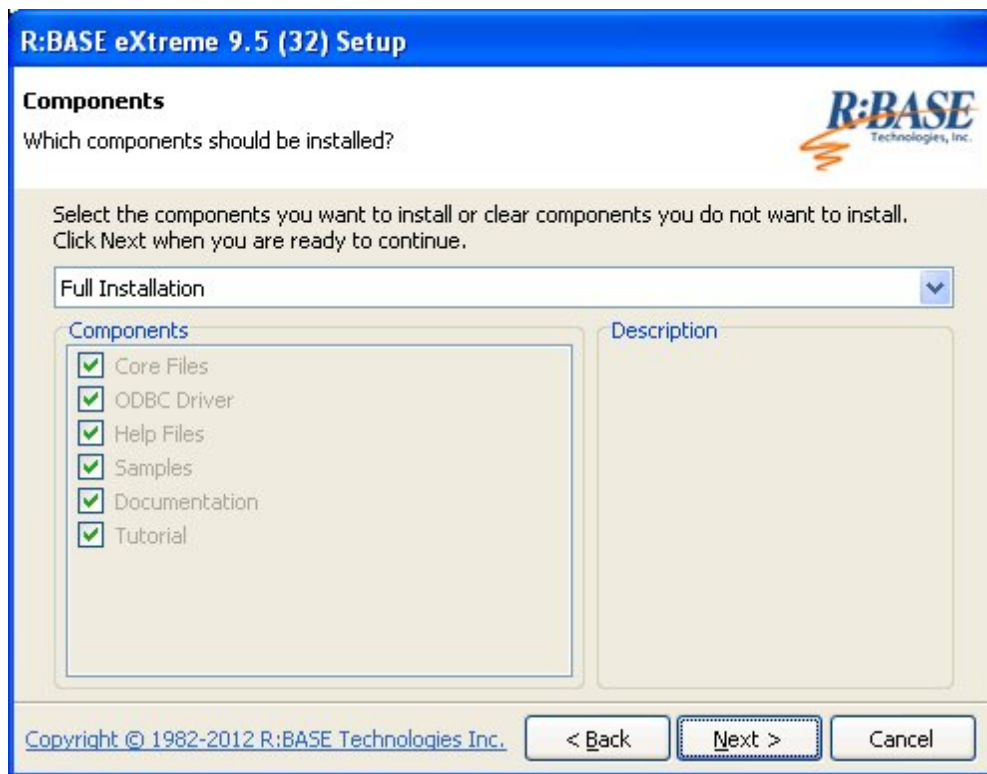 R:BASE eXtreme 9.5 (32) Setup
Components
Which components should be installed?
R:BASE
Technologies, Inc.
Select the components you want to install or clear components you do not want to install.
Click Next when you are ready to continue.
Full Installation
Components
Description
Core Files
ODBC Driver
Help Files
Samples
Documentation
Tutorial
Copyright © 1982-2012 R:BASE Technologies Inc.
< Back
Next >
Cancel